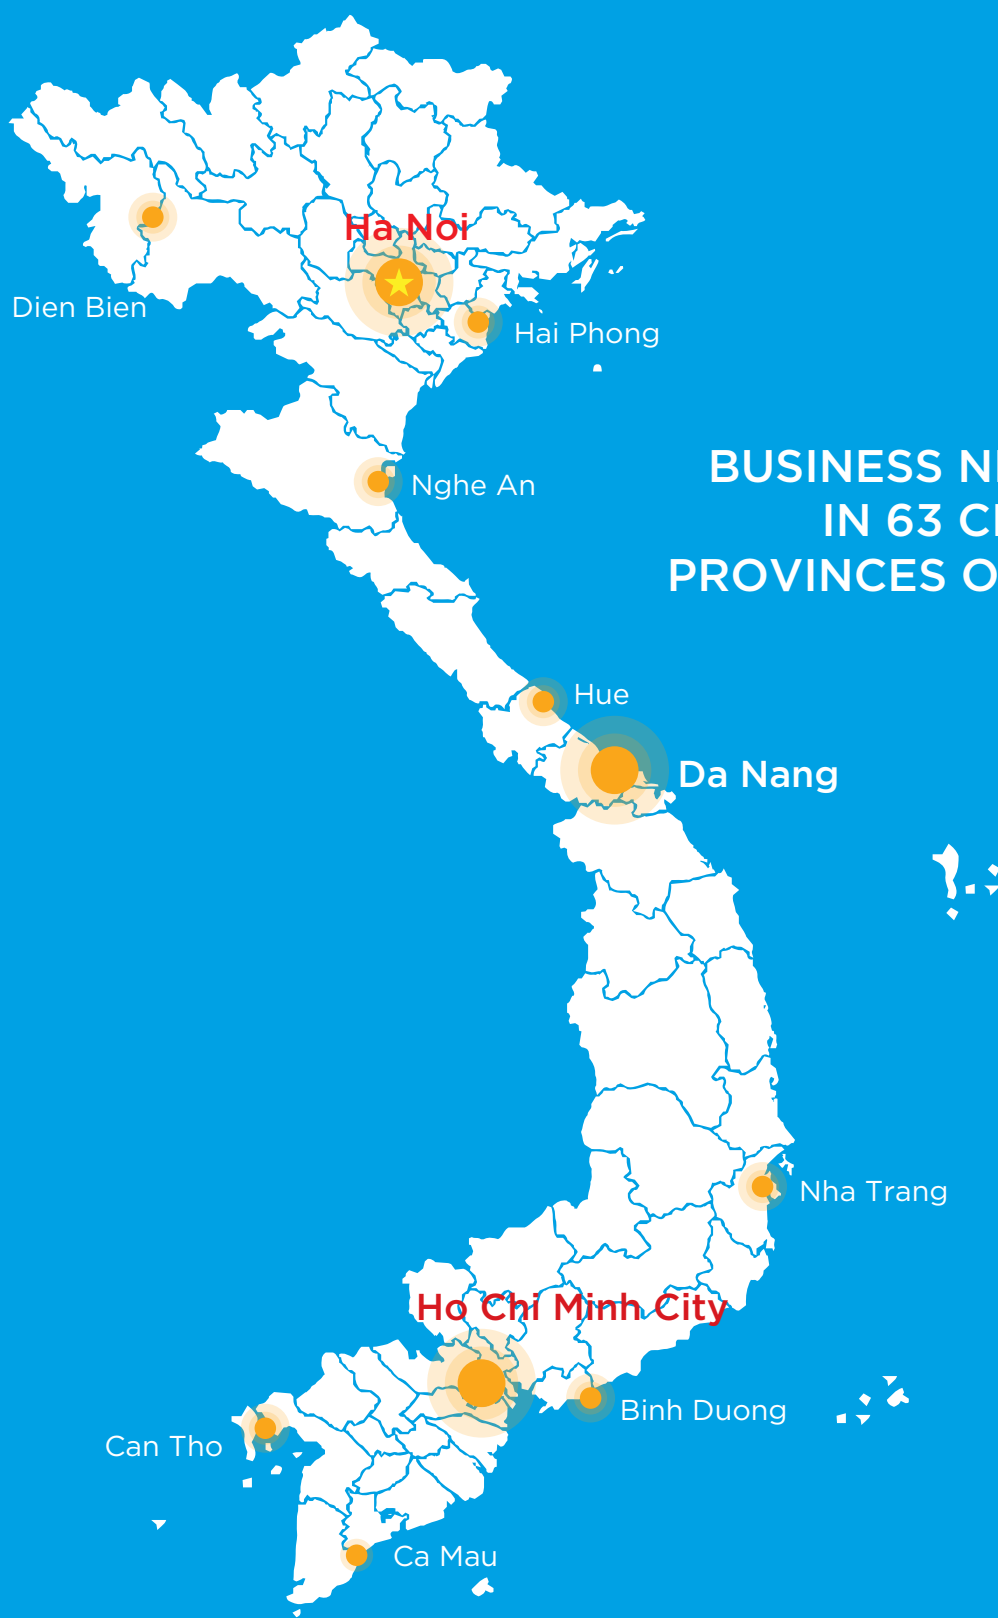 Ha Noi
Dien Bien
Hai Phong
BUSINESS
IN 63
Nghe An
PROVINCES
Hue
Da Nang
Nha Trang
Ho Chi Minh City
Binh Duong
Can Tho
Ca Mau